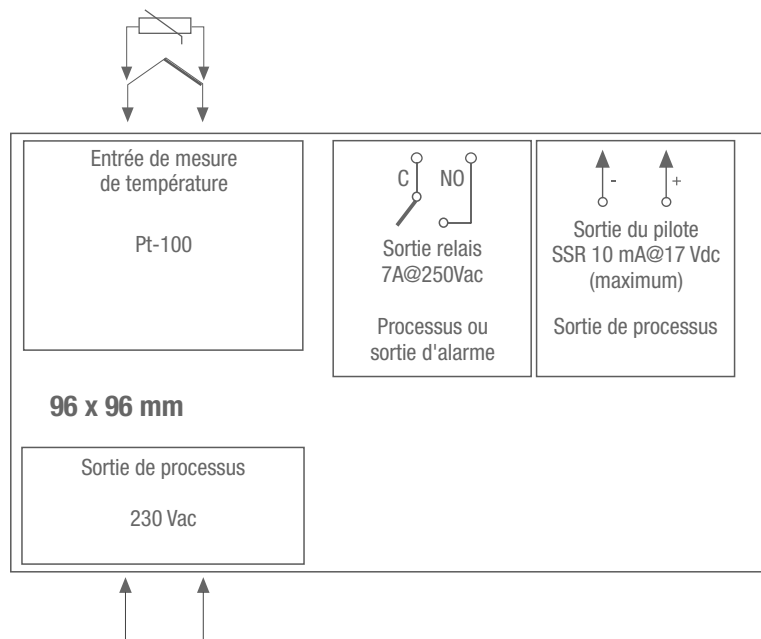 Entrée de mesure
de température
Pt-100
C NO
Sortie relais
7A@250Vac
Processus ou
sortie d'alarme
- +
Sortie du pilote
SSR 10 mA@17 Vdc
(maximum)
Sortie de processus
96 x 96 mm
Sortie de processus
230 Vac